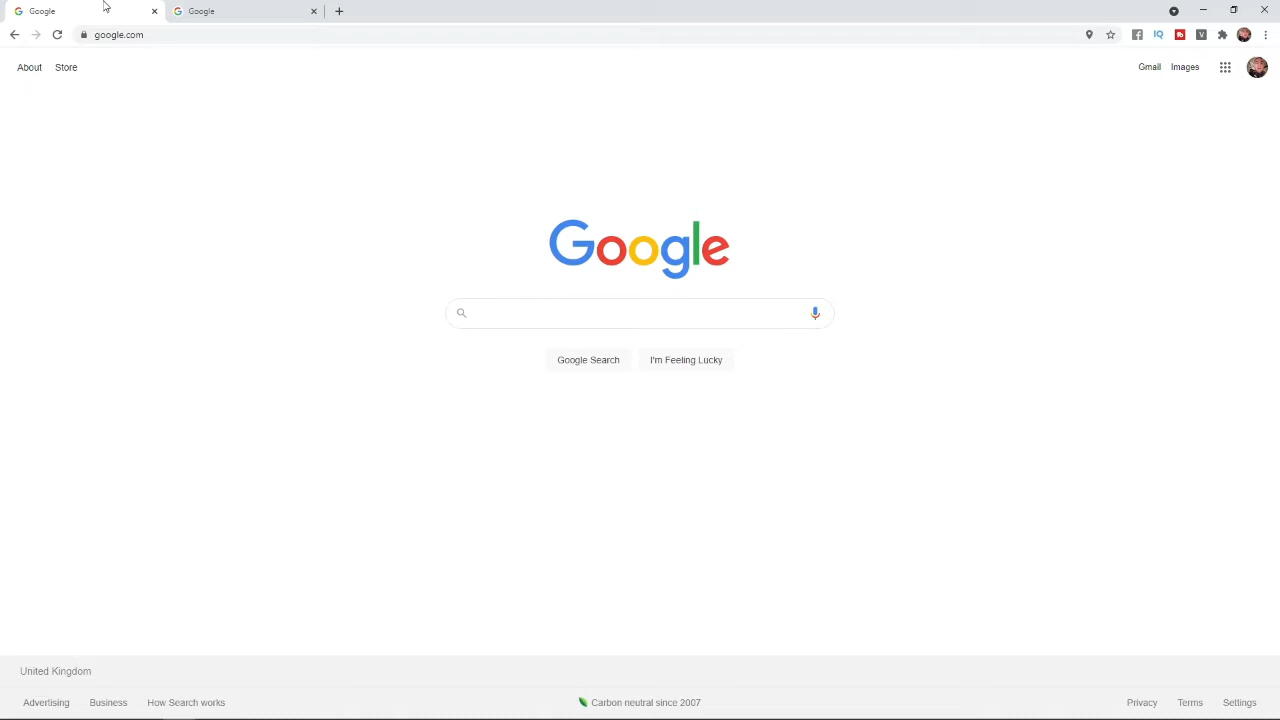 Google
Google
google.com
IQ
V
About
Store
Gmail
Images
Google
Google Search
I'm Feeling Lucky
United Kingdom
Advertising
Business
How Search works
Carbon neutral since 2007
Privacy
Terms
Settings